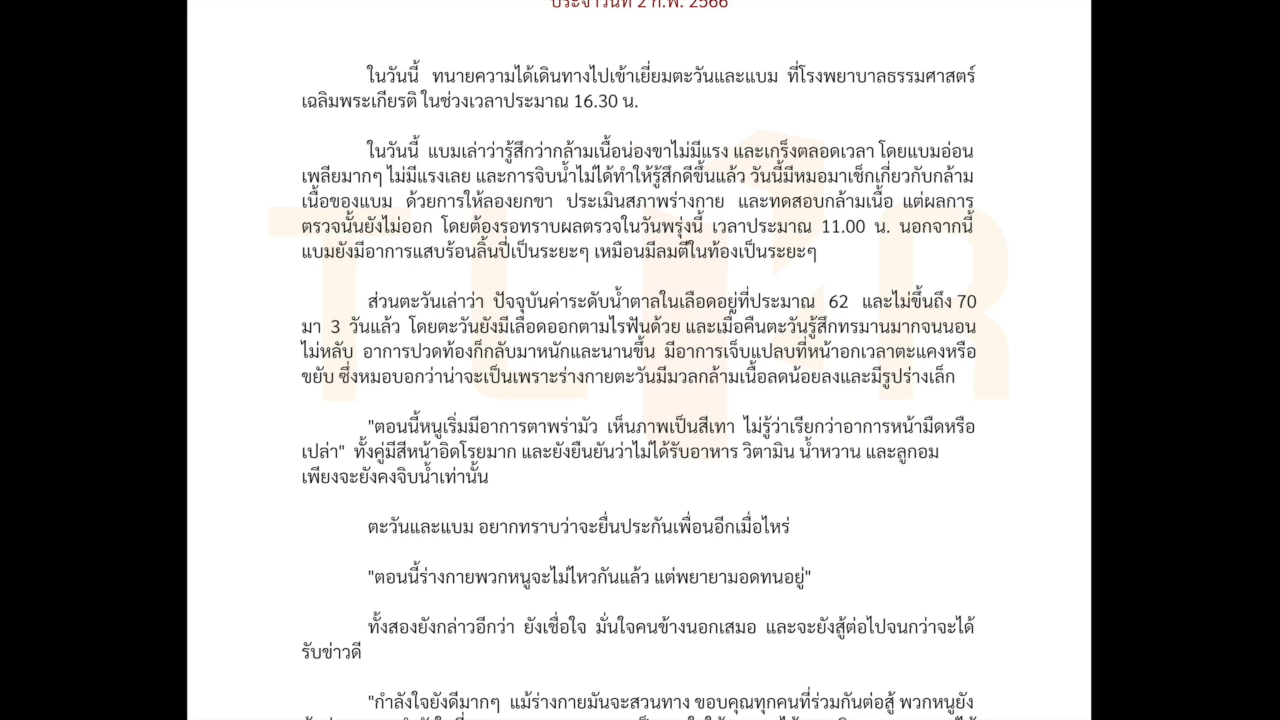 ประจำวันที่ 2 ก.พ. 2566
ในวันนี้ ทนายความได้เดินทางไปเข้าเยี่ยมตะวันและแบม ที่โรงพยาบาลธรรมศาสตร์
เฉลิมพระเกียรติ ในช่วงเวลาประมาณ 16.30 น.
ในวันนี้ แบมเล่าว่ารู้สึกว่ากล้ามเนื้อน่องขาไม่มีแรง และเกร็งตลอดเวลา โดยแบมอ่อน
เพลียมากๆ ไม่มีแรงเลย และการจิบน้ำไม่ได้ทำให้รู้สึกดีขึ้นแล้ว วันนี้มีหมอมาเช็กเกี่ยวกับกล้าม
เนื้อของแบม ด้วยการให้ลองยกขา ประเมินสภาพร่างกาย และทดสอบกล้ามเนื้อ แต่ผลการ
ตรวจนั้นยังไม่ออก โดยต้องรอทราบผลตรวจในวันพรุ่งนี้ เวลาประมาณ 11.00 น. นอกจากนี้
แบมยังมีอาการแสบร้อนลิ้นปี่เป็นระยะๆ เหมือนมีลมตีในท้องเป็นระยะๆ
ส่วนตะวันเล่าว่า ปัจจุบันค่าระดับน้ำตาลในเลือดอยู่ที่ประมาณ 62 และไม่ขึ้นถึง 70
มา 3 วันแล้ว โดยตะวันยังมีเลือดออกตามไรฟันด้วย และเมื่อคืนตะวันรู้สึกทรมานมากจนนอน
ไม่หลับ อาการปวดท้องก็กลับมาหนักและนานขึ้น มีอาการเจ็บแปลบที่หน้าอกเวลาตะแคงหรือ
ขยับ ซึ่งหมอบอกว่าน่าจะเป็นเพราะร่างกายตะวันมีมวลกล้ามเนื้อลดน้อยลงและมีรูปร่างเล็ก
"ตอนนี้หนูเริ่มมีอาการตาพร่ามัว เห็นภาพเป็นสีเทา ไม่รู้ว่าเรียกว่าอาการหน้ามืดหรือ
เปล่า" ทั้งคู่มีสีหน้าอิดโรยมาก และยังยืนยันว่าไม่ได้รับอาหาร วิตามิน น้ำหวาน และลูกอม
เพียงจะยังคงจิบน้ำเท่านั้น
ตะวันและแบม อยากทราบว่าจะยื่นประกันเพื่อนอีกเมื่อไหร่
"ตอนนี้ร่างกายพวกหนูจะไม่ไหวกันแล้ว แต่พยายามอดทนอยู่"
ทั้งสองยังกล่าวอีกว่า ยังเชื่อใจ มั่นใจคนข้างนอกเสมอ และจะยังสู้ต่อไปจนกว่าจะได้
รับข่าวดี
"กำลังใจยังดีมากๆ แม้ร่างกายมันจะสวนทาง ขอบคุณทุกคนที่ร่วมกันต่อสู้ พวกหนูยัง